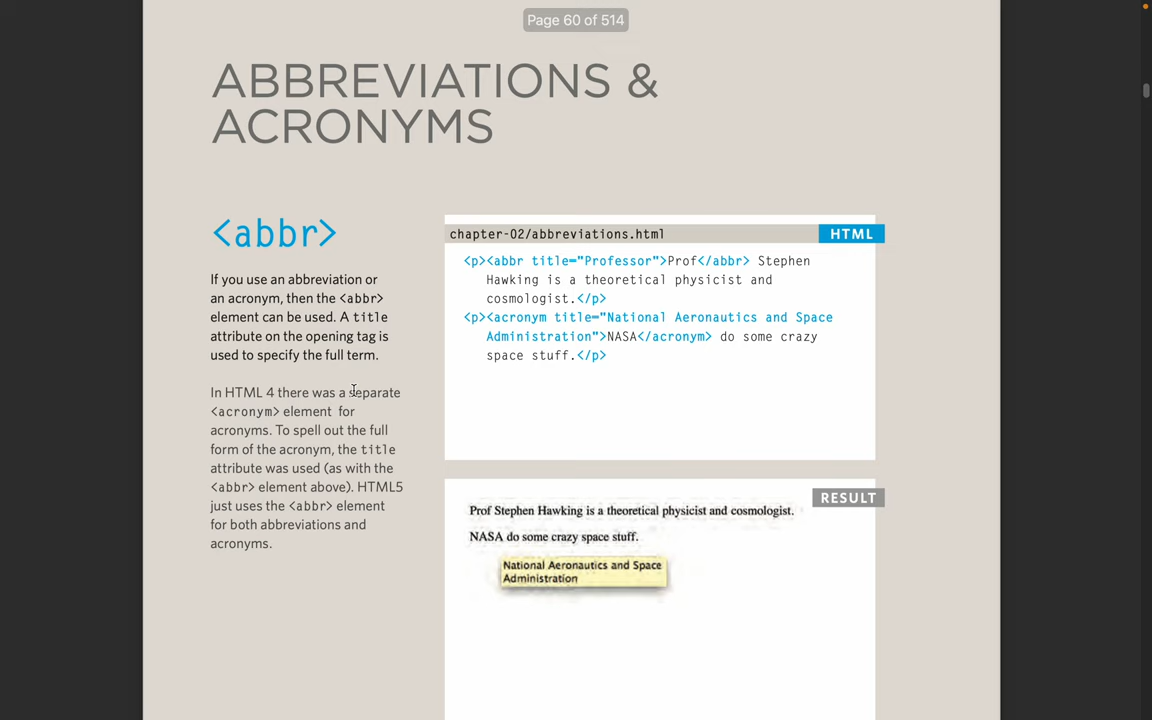 Page 60 of 514
ABBREVIATIONS &
ACRONYMS
<abbr>
If you use an abbreviation or
an acronym, then the <abbr>
element can be used. A title
attribute on the opening tag is
used to specify the full term.
In HTML 4 there was a separate
<acronym> element for
acronyms. To spell out the full
form of the acronym, the title
attribute was used (as with the
<abbr> element above). HTML5
just uses the <abbr> element
for both abbreviations and
acronyms.
chapter-02/abbreviations.html
HTML
<p><abbr title="Professor">Prof</abbr> Stephen
Hawking is a theoretical physicist and
cosmologist.</p>
<p><acronym title="National Aeronautics and Space
Administration">NASA</acronym> do some crazy
space stuff.</p>
RESULT
Prof Stephen Hawking is a theoretical physicist and cosmologist.
NASA do some crazy space stuff.
National Aeronautics and Space
Administration